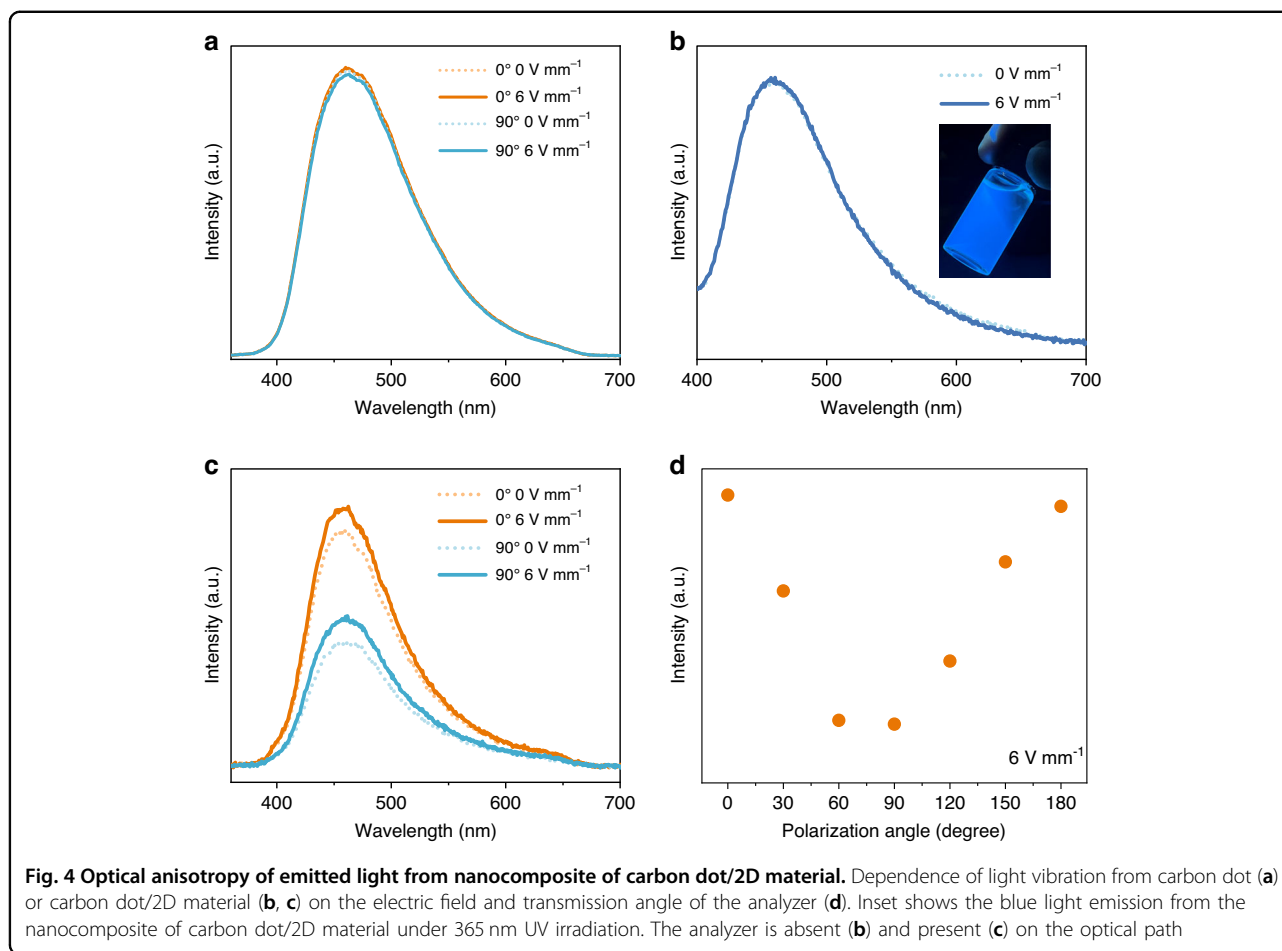 a
Intensity (a.u.)
0° 0 V mm⁻¹
0° 6 V mm⁻¹
90° 0 V mm⁻¹
90° 6 V mm⁻¹
400 500 600 700
Wavelength (nm)
b
Intensity (a.u.)
0 V mm⁻¹
6 V mm⁻¹
400 500 600 700
Wavelength (nm)
c
Intensity (a.u.)
0° 0 V mm⁻¹
0° 6 V mm⁻¹
90° 0 V mm⁻¹
90° 6 V mm⁻¹
400 500 600 700
Wavelength (nm)
d
Intensity (a.u.)
6 V mm⁻¹
0 30 60 90 120 150 180
Polarization angle (degree)
Fig. 4 Optical anisotropy of emitted light from nanocomposite of carbon dot/2D material. Dependence of light vibration from carbon dot (a)
or carbon dot/2D material (b, c) on the electric field and transmission angle of the analyzer (d). Inset shows the blue light emission from the
nanocomposite of carbon dot/2D material under 365 nm UV irradiation. The analyzer is absent (b) and present (c) on the optical path